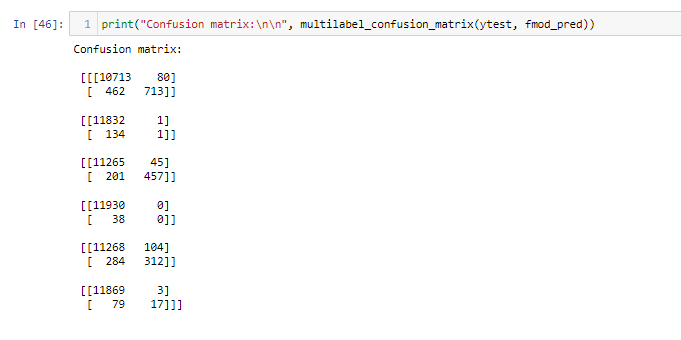 In [46]: 1 print("Confusion matrix:\n\n", multilabel_confusion_matrix(ytest, fmod_pred))
Confusion matrix:
[[[10713 80]
[ 462 713]]
[[11832 1]
[ 134 1]]
[[11265 45]
[ 201 457]]
[[11930 0]
[ 38 0]]
[[11268 104]
[ 284 312]]
[[11869 3]
[ 79 17]]]